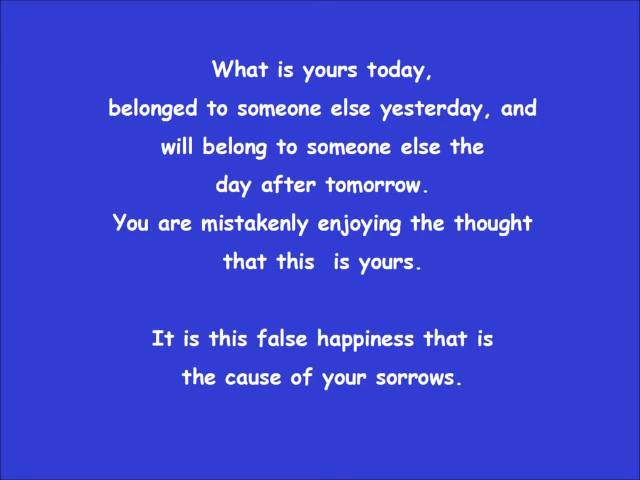 What is yours today,
belonged to someone else yesterday, and
will belong to someone else the
day after tomorrow.
You are mistakenly enjoying the thought
that this  is yours.
It is this false happiness that is
the cause of your sorrows.